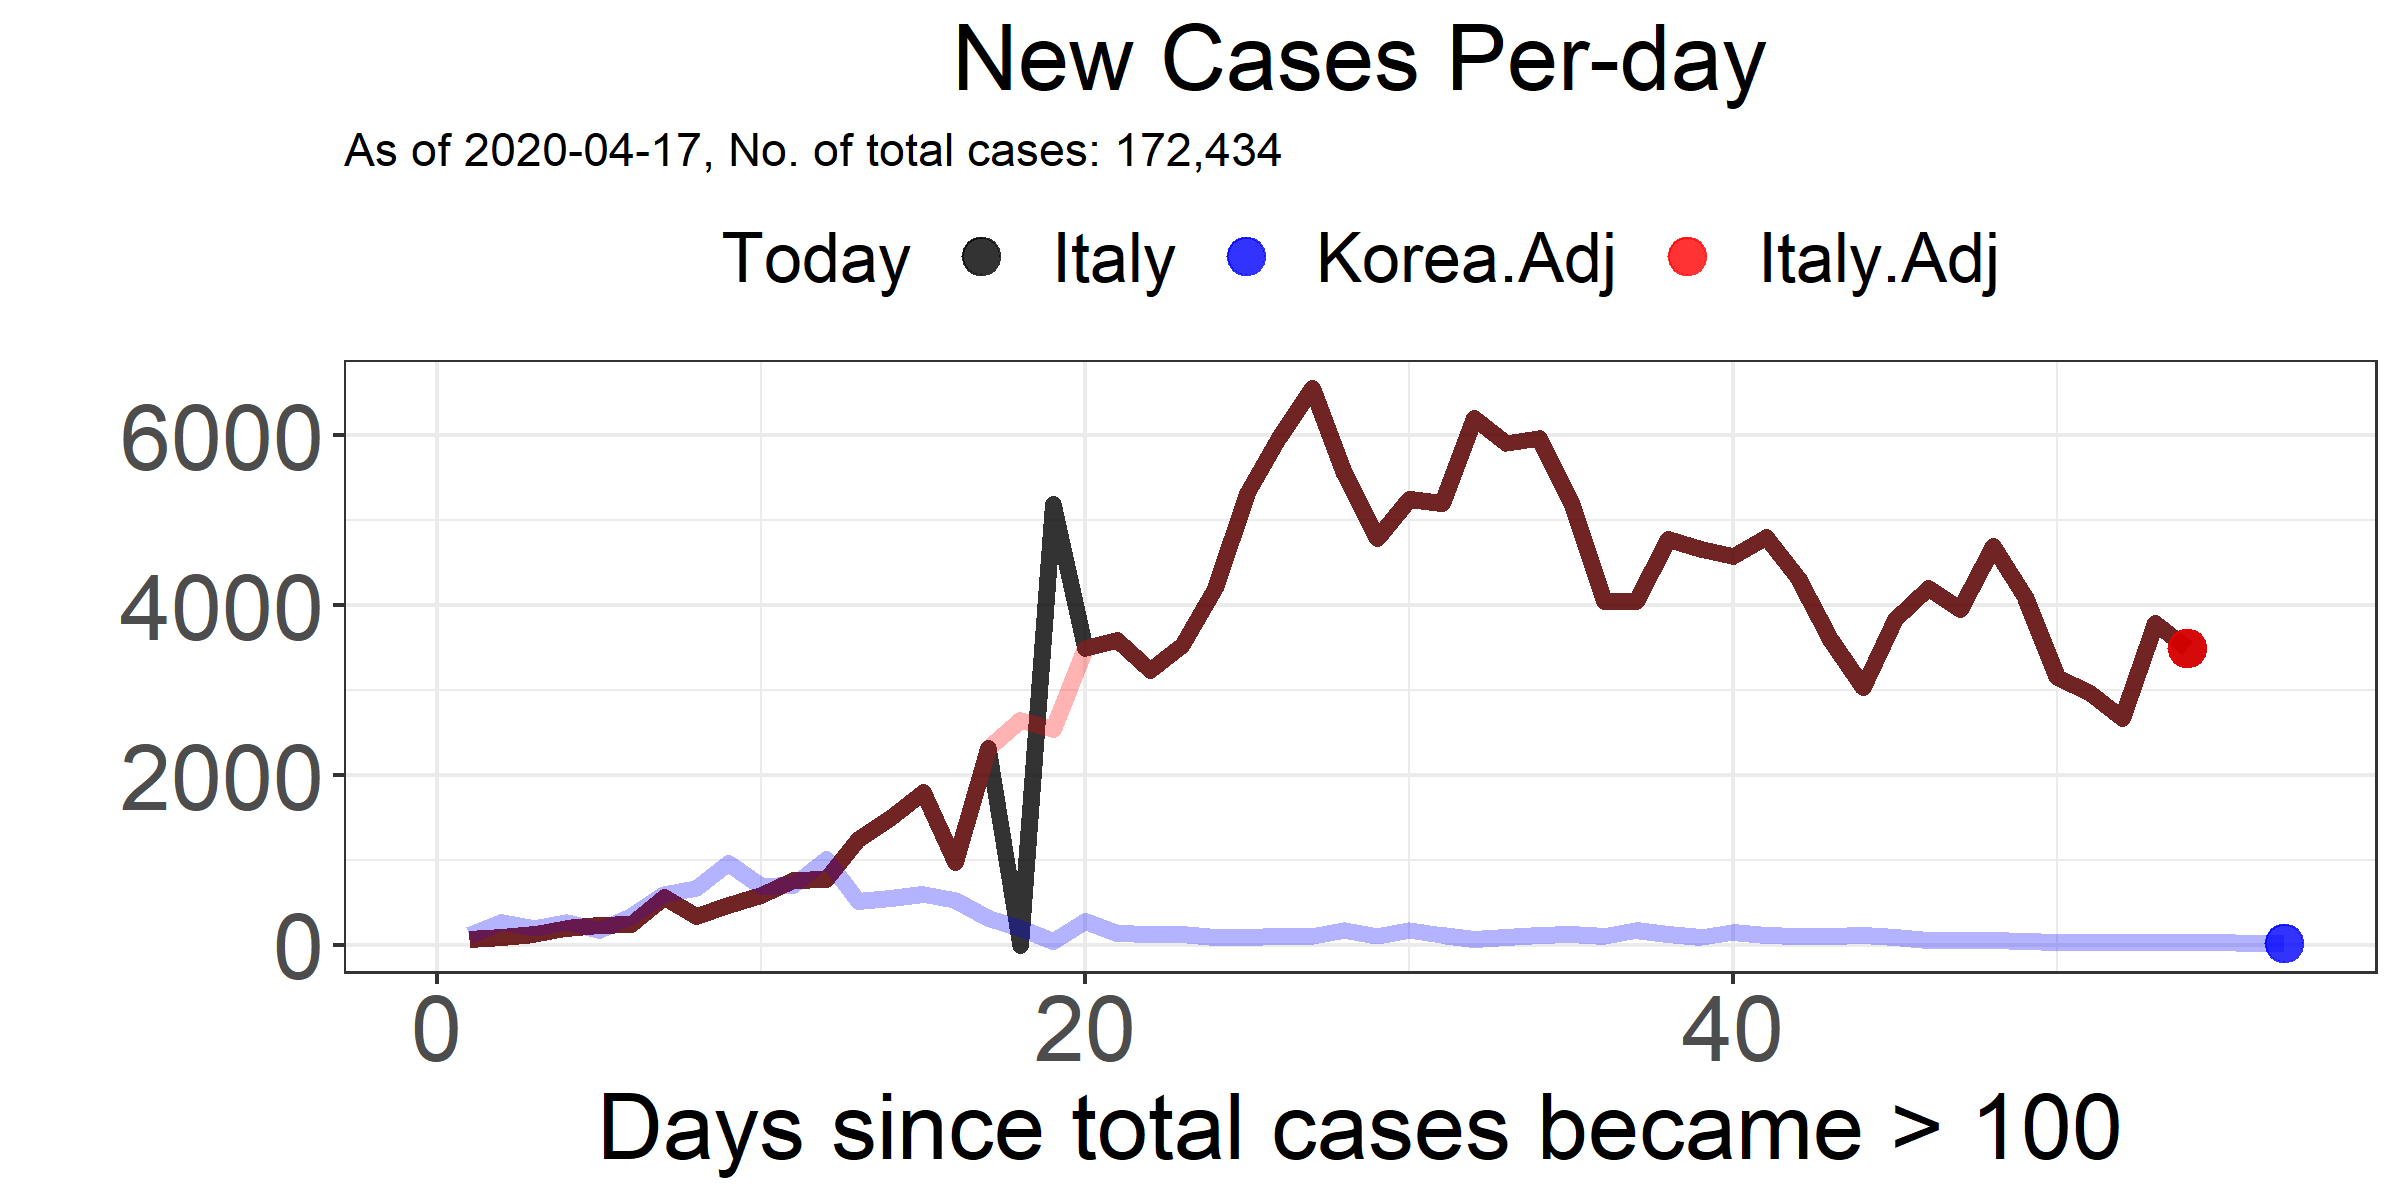 New Cases Per-day
As of 2020-04-17, No. of total cases: 172,434
Today Italy Korea.Adj Italy.Adj
6000
4000
2000
0
0 20 40
Days since total cases became > 100